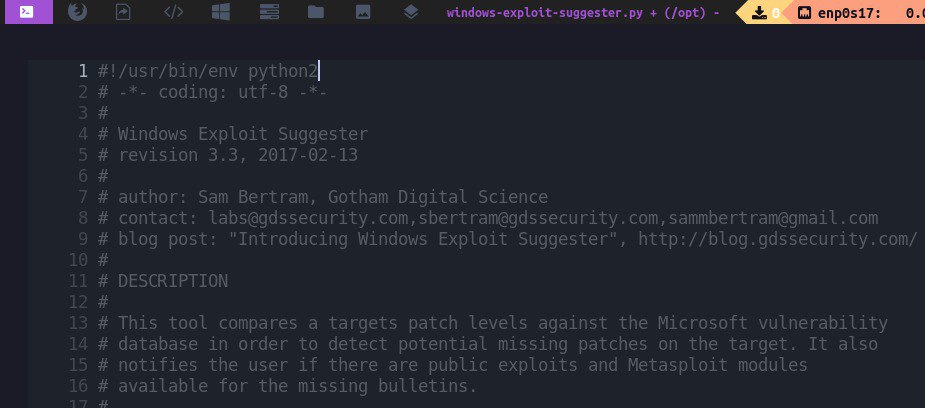 windows-exploit-suggester.py + (/opt) - 0 enp0s17: 0.0
1 #!/usr/bin/env python2
2 # -*- coding: utf-8 -*-
3 #
4 # Windows Exploit Suggester
5 # revision 3.3, 2017-02-13
6 #
7 # author: Sam Bertram, Gotham Digital Science
8 # contact: labs@gdssecurity.com,sbertram@gdssecurity.com,sammbertram@gmail.com
9 # blog post: "Introducing Windows Exploit Suggester", http://blog.gdssecurity.com/
10 #
11 # DESCRIPTION
12 #
13 # This tool compares a targets patch levels against the Microsoft vulnerability
14 # database in order to detect potential missing patches on the target. It also
15 # notifies the user if there are public exploits and Metasploit modules
16 # available for the missing bulletins.
17 #